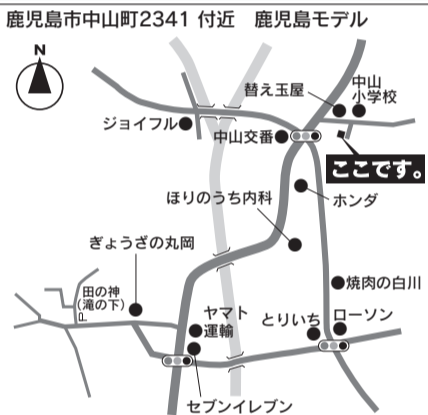 鹿児島市中山町2341 付近　鹿児島モデル
N
替え玉屋
中山
小学校
ジョイフル
中山交番
ここです。
ほりのうち内科
ホンダ
ぎょうざの丸岡
田の神
(滝の下)
P
焼肉の白川
ヤマト
運輸
とりいち
ローソン
セブンイレブン